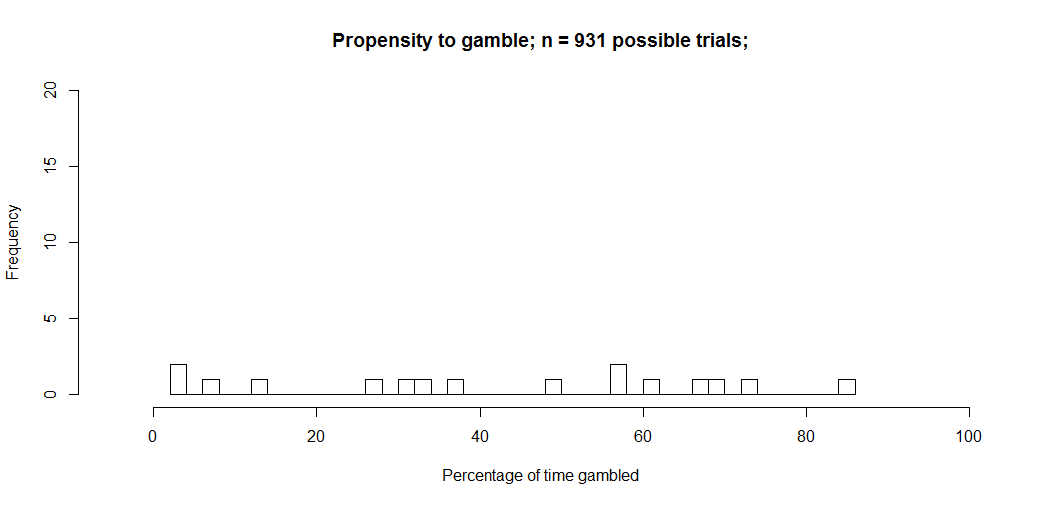 Propensity to gamble; n = 931 possible trials;
20
15
10
5
0
Frequency
0 20 40 60 80 100
Percentage of time gambled